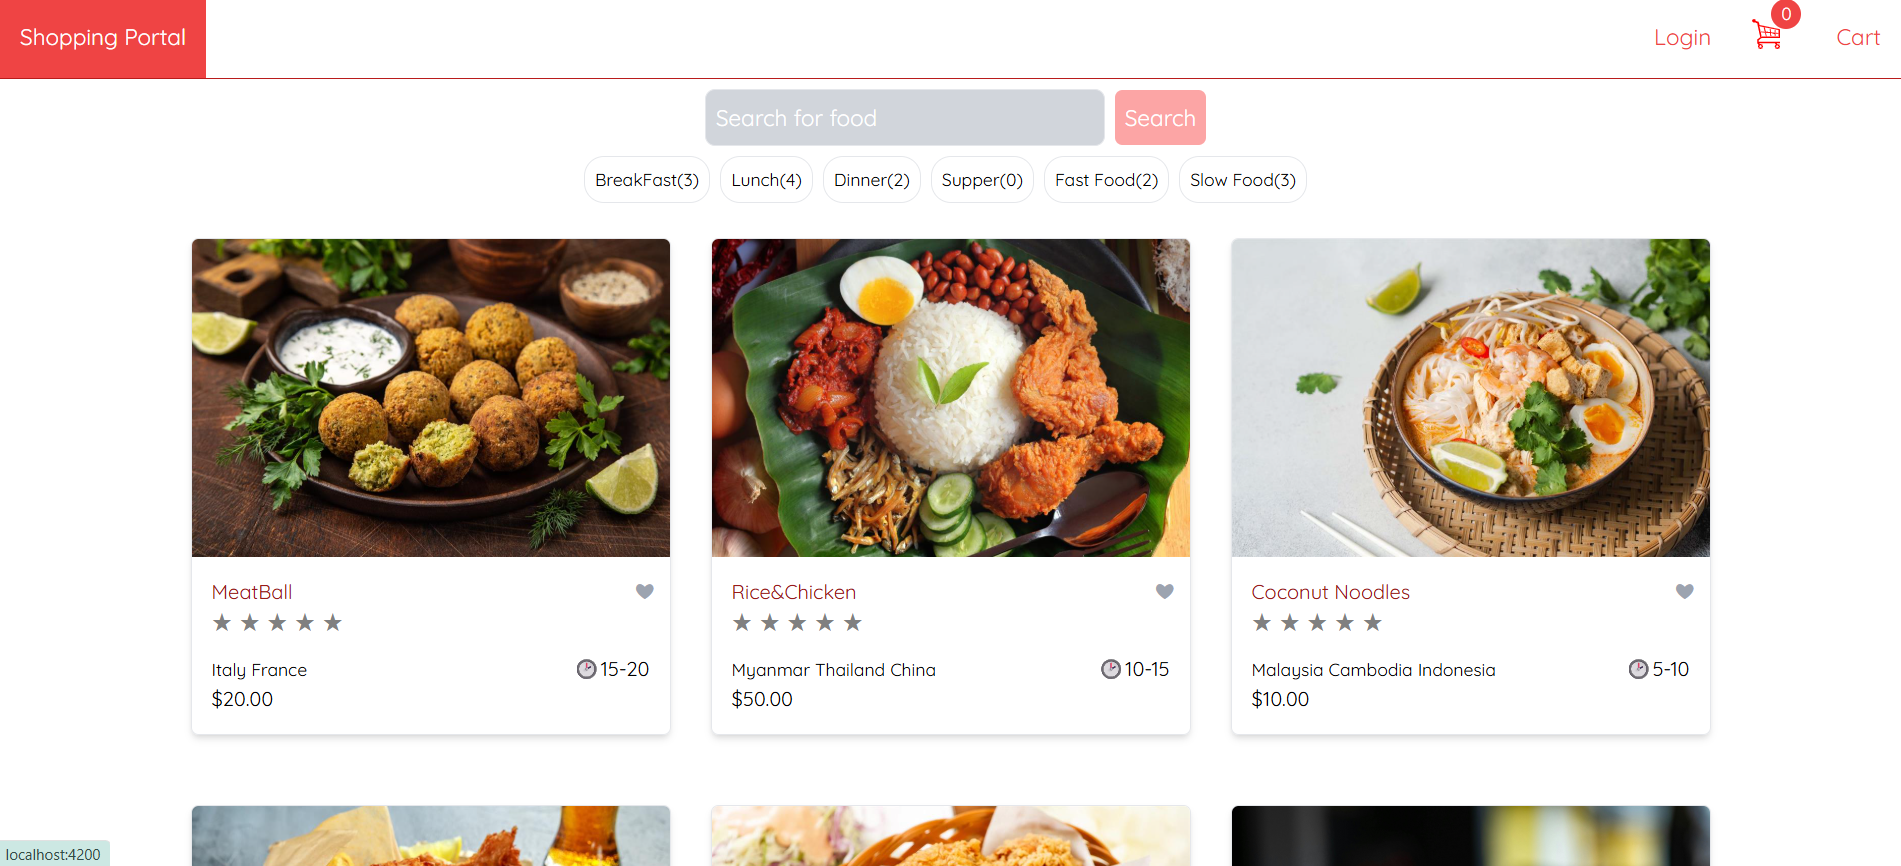 Shopping Portal
Login
0
Cart
Search for food
Search
BreakFast(3)
Lunch(4)
Dinner(2)
Supper(0)
Fast Food(2)
Slow Food(3)
MeatBall
Italy France
15-20
$20.00
Rice&Chicken
Myanmar Thailand China
10-15
$50.00
Coconut Noodles
Malaysia Cambodia Indonesia
5-10
$10.00
localhost:4200